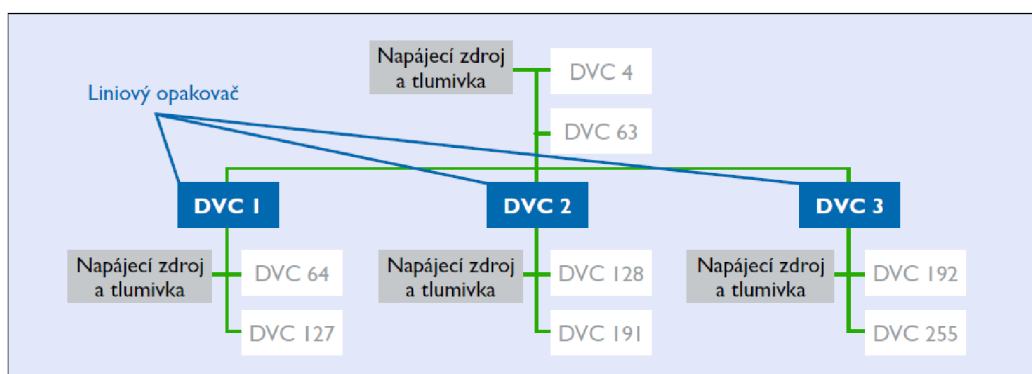 Napájecí zdroj
a tlumivka
DVC 4
Liniový opakovač
DVC 63
DVC 1
DVC 2
DVC 3
Napájecí zdroj
a tlumivka
DVC 64
Napájecí zdroj
a tlumivka
DVC 128
Napájecí zdroj
a tlumivka
DVC 192
DVC 127
DVC 191
DVC 255